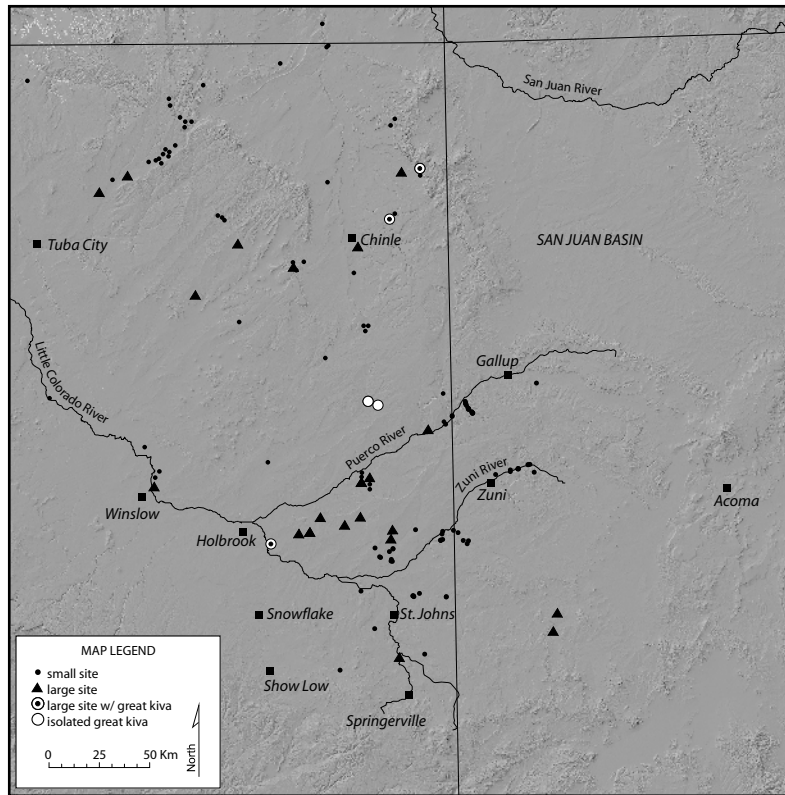 San Juan River
Tuba City
Chinle
SAN JUAN BASIN
Little Colorado River
Gallup
Puerco River
Zuni River
Zuni
Acoma
Winslow
Holbrook
Snowflake
St. Johns
Show Low
Springerville
MAP LEGEND
small site
large site
large site w/ great kiva
isolated great kiva
0 25 50 Km
North